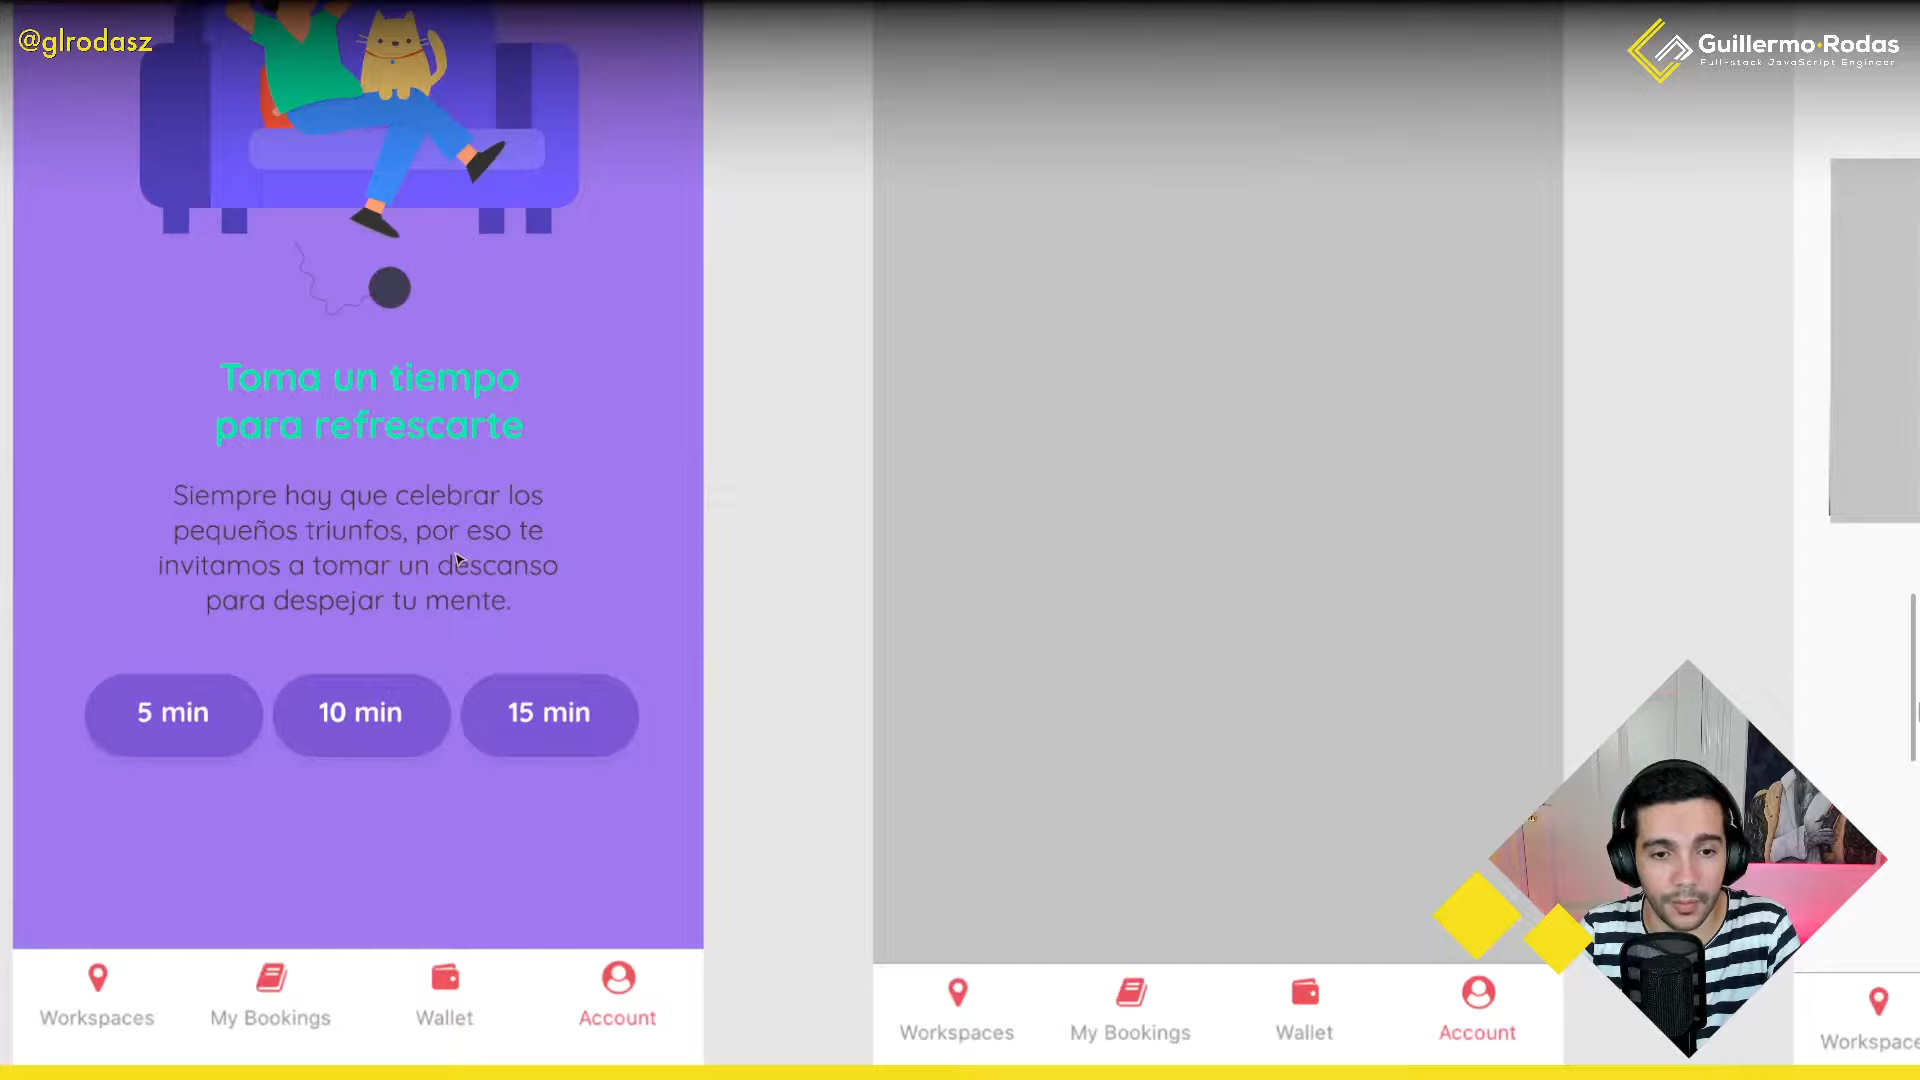 @glrodasz
Guillermo·Rodas
Full-stack JavaScript Engineer
Toma un tiempo
para refrescarte
Siempre hay que celebrar los
pequeños triunfos, por eso te
invitamos a tomar un descanso
para despejar tu mente.
5 min
10 min
15 min
Workspaces
My Bookings
Wallet
Account
Workspaces
My Bookings
Wallet
Account
Workspace